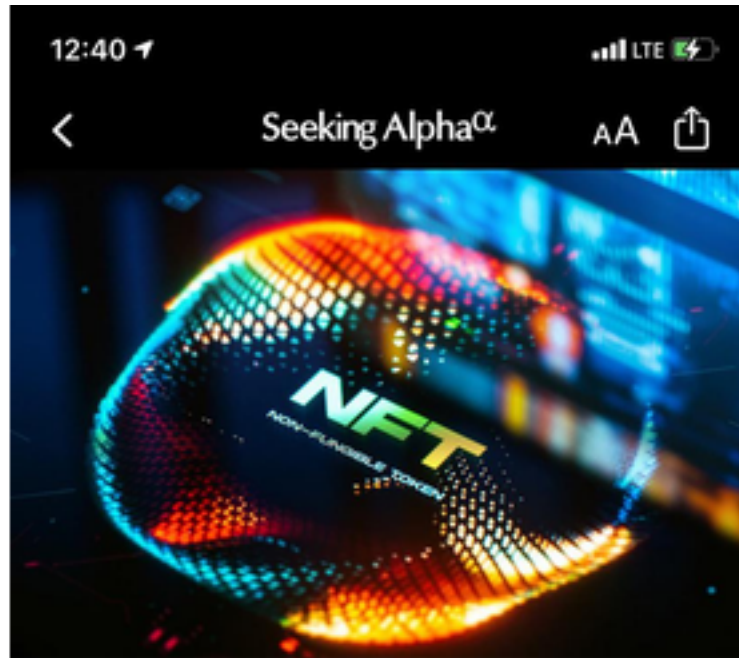 12:40
LTE
Seeking Alphaα
AA
NFT
NON-FUNGIBLE TOKEN